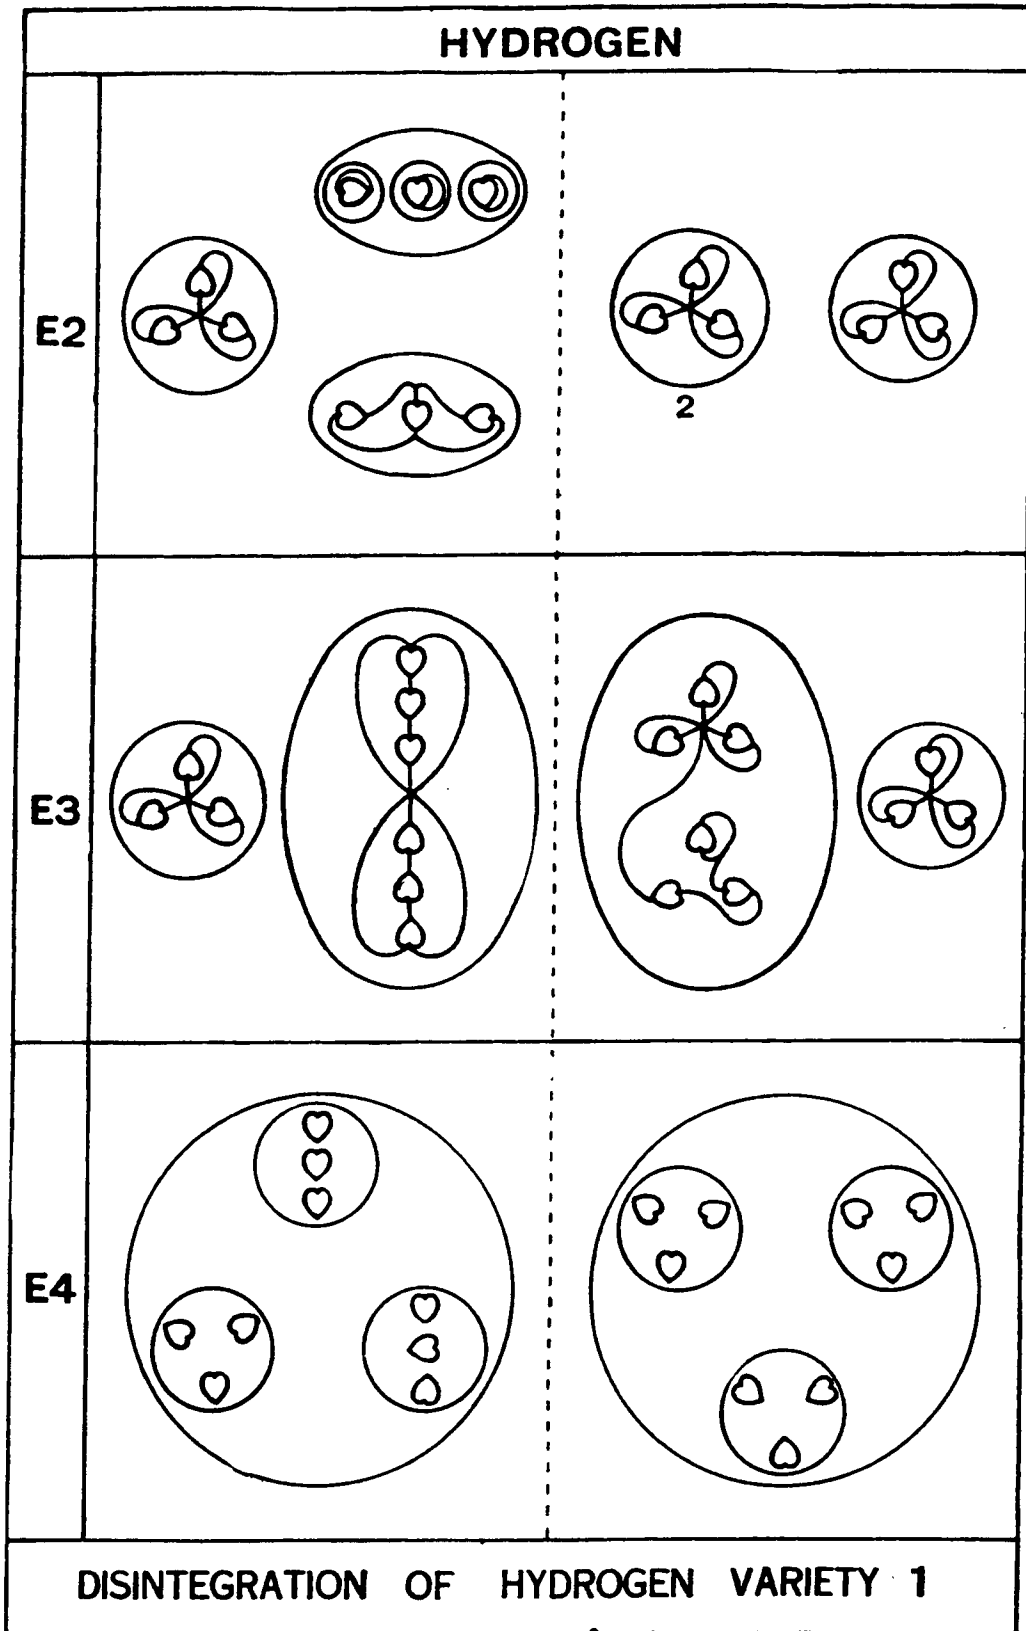 HYDROGEN
E2
2
E3
E4
DISINTEGRATION OF HYDROGEN VARIETY 1